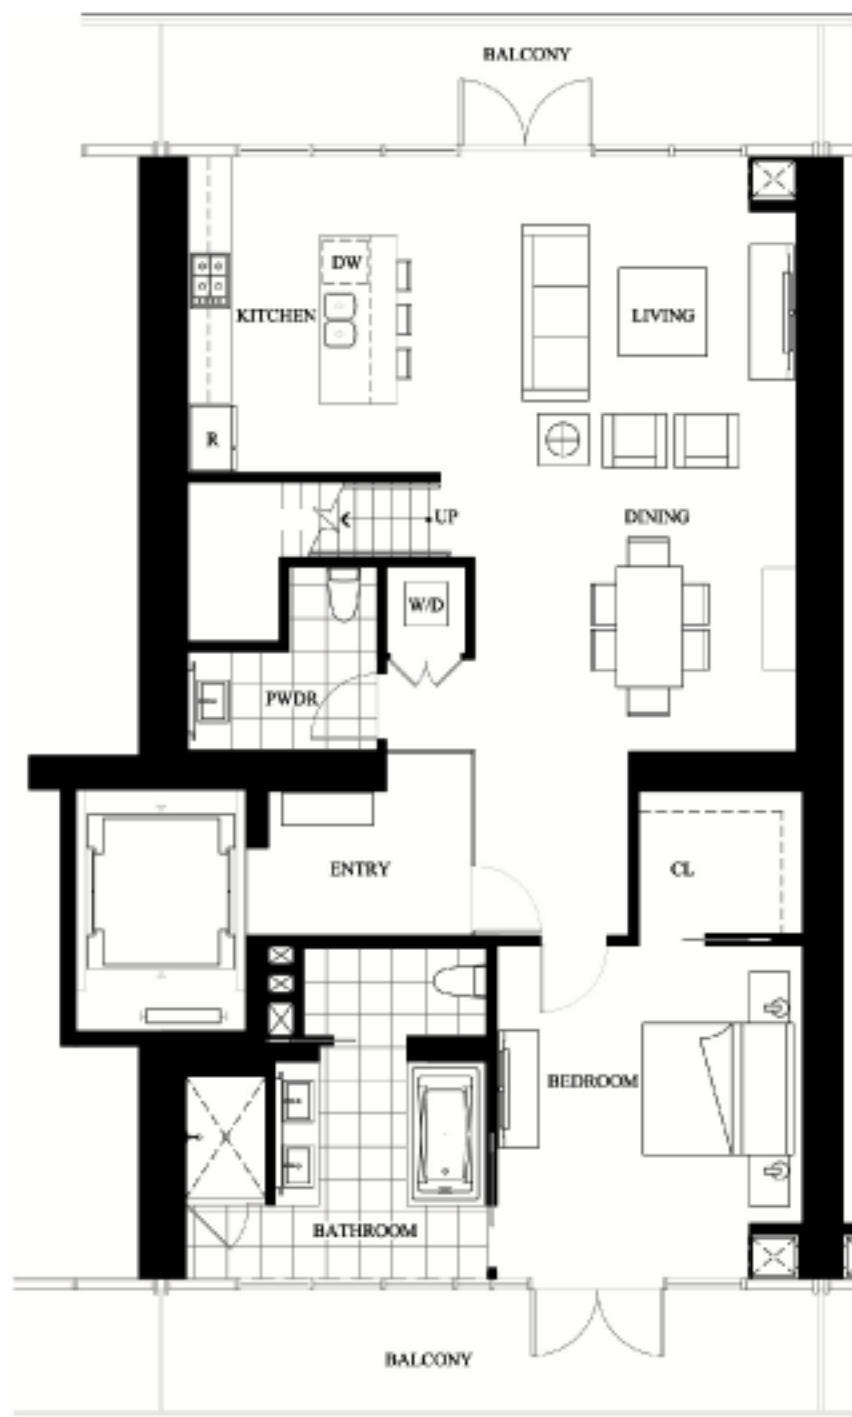 BALCONY
DW
KITCHEN
LIVING
R
UP
DINING
W/D
PWDR
ENTRY
CL
BEDROOM
BATHROOM
BALCONY